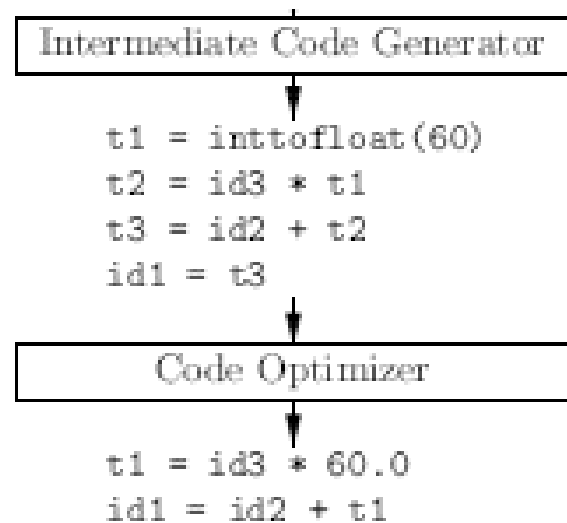 Intermediate Code Generator
t1 = inttofloat(60)
t2 = id3 * t1
t3 = id2 + t2
id1 = t3
Code Optimizer
t1 = id3 * 60.0
id1 = id2 + t1